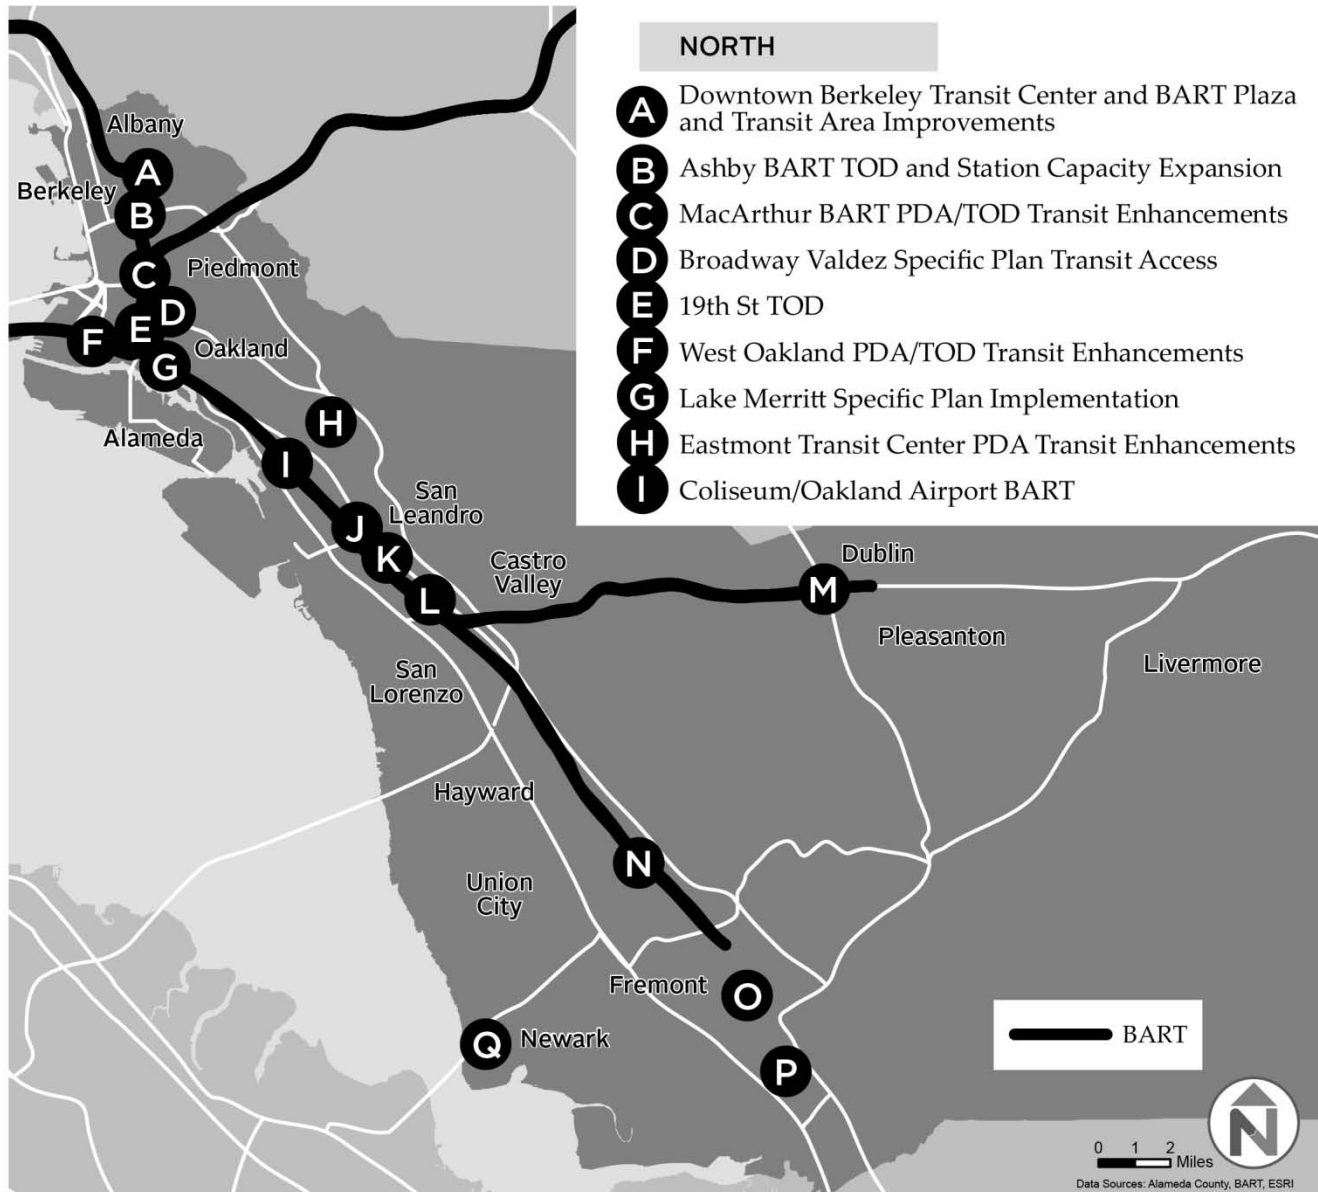 NORTH
A Downtown Berkeley Transit Center and BART Plaza
and Transit Area Improvements
B Ashby BART TOD and Station Capacity Expansion
C MacArthur BART PDA/TOD Transit Enhancements
D Broadway Valdez Specific Plan Transit Access
E 19th St TOD
F West Oakland PDA/TOD Transit Enhancements
G Lake Merritt Specific Plan Implementation
H Eastmont Transit Center PDA Transit Enhancements
I Coliseum/Oakland Airport BART
Albany
A
Berkeley
B
C
Piedmont
D
E
F
Oakland
G
H
Alameda
I
San
Leandro
J
K
Castro
Valley
L
Dublin
M
Pleasanton
Livermore
San
Lorenzo
Hayward
N
Union
City
Fremont
O
Q
Newark
P
BART
N
0 1 2
Miles
Data Sources: Alameda County, BART, ESRI